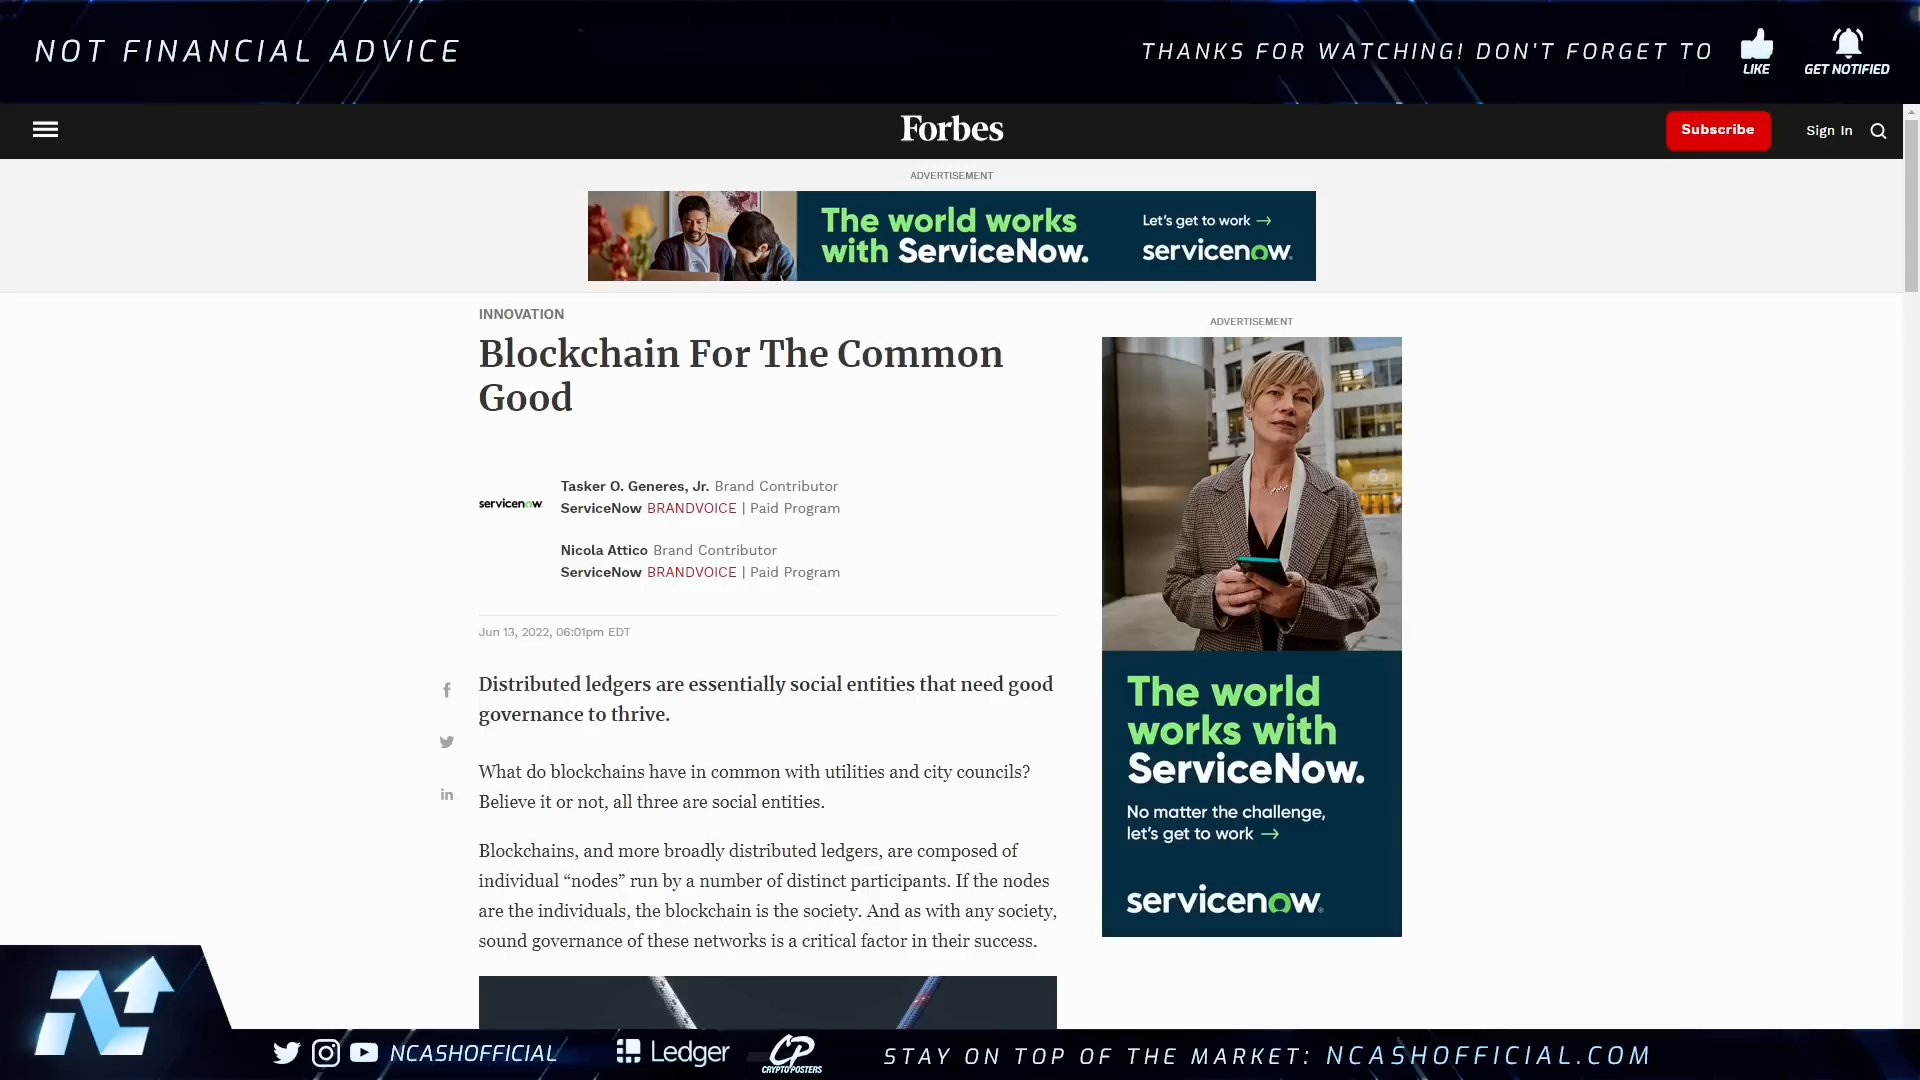 NOT FINANCIAL ADVICE
THANKS FOR WATCHING! DON'T FORGET TO
LIKE
GET NOTIFIED
Forbes
Subscribe
Sign In
ADVERTISEMENT
The world works
with ServiceNow.
Let's get to work →
servicenow.
INNOVATION
Blockchain For The Common
Good
servicenow.
Tasker O. Generes, Jr. Brand Contributor
ServiceNow BRANDVOICE | Paid Program
Nicola Attico Brand Contributor
ServiceNow BRANDVOICE | Paid Program
Jun 13, 2022, 06:01pm EDT
Distributed ledgers are essentially social entities that need good
governance to thrive.
What do blockchains have in common with utilities and city councils?
Believe it or not, all three are social entities.
Blockchains, and more broadly distributed ledgers, are composed of
individual “nodes” run by a number of distinct participants. If the nodes
are the individuals, the blockchain is the society. And as with any society,
sound governance of these networks is a critical factor in their success.
ADVERTISEMENT
65
The world
works with
ServiceNow.
No matter the challenge,
let's get to work →
servicenow.
NCASHOFFICIAL
Ledger
CP
CRYPTOPOSTERS
STAY ON TOP OF THE MARKET: NCASHOFFICIAL.COM